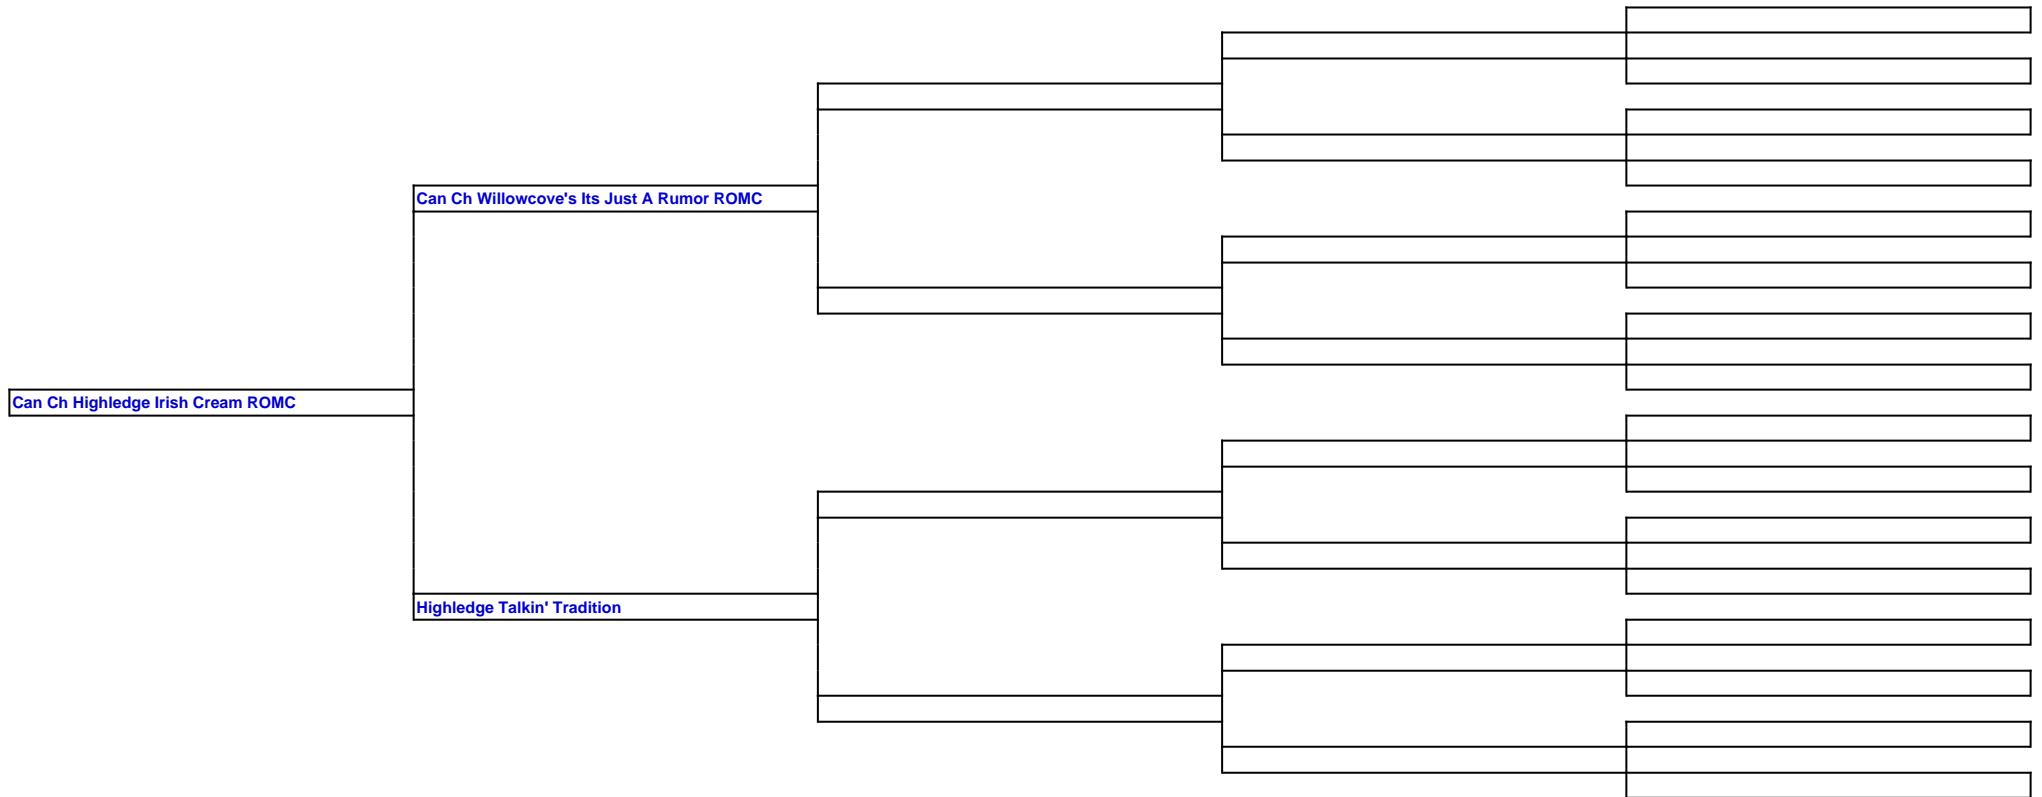 Can Ch Willowcove's Its Just A Rumor ROMC
Can Ch Highledge Irish Cream ROMC
Highledge Talkin' Tradition